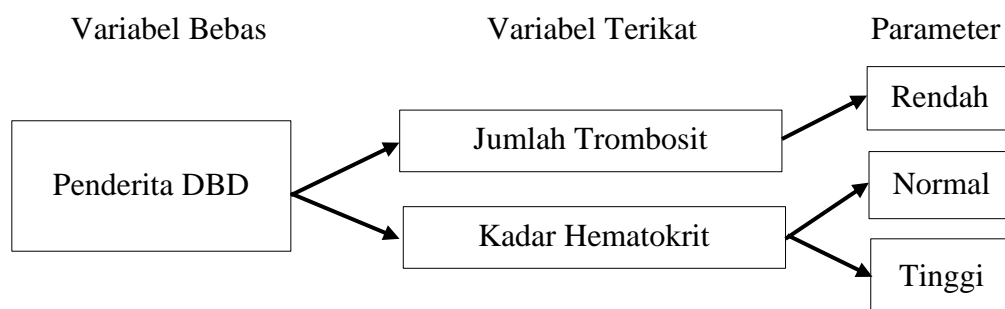 Variabel Bebas
Variabel Terikat
Parameter
Penderita DBD
Jumlah Trombosit
Kadar Hematokrit
Rendah
Normal
Tinggi